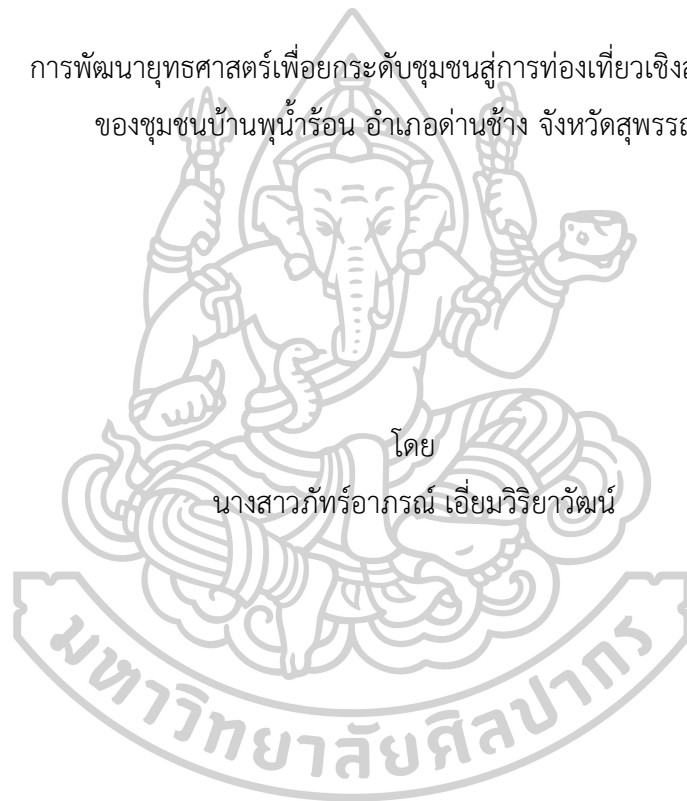 การพัฒนายุทธศาสตร์เพื่อยกระดับชุมชนสู่การท่องเที่ยวเชิง
ของชุมชนบ้านพุน้ำร้อน อำเภอด่านช้าง จังหวัด
โดย
นางสาวภัทร์อาภรณ์ เอี่ยมวิริยาวัฒน์
มหาวิทยาลัยศิลปากร